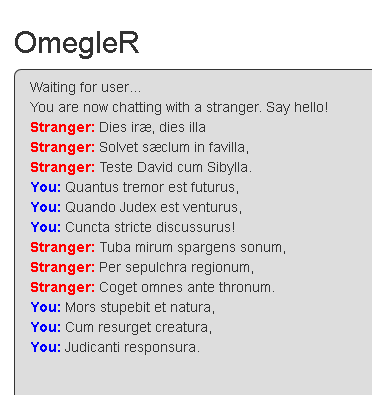 OmegleR
Waiting for user...
You are now chatting with a stranger. Say hello!
Stranger: Dies iræ, dies illa
Stranger: Solvet sæclum in favilla,
Stranger: Teste David cum Sibylla.
You: Quantus tremor est futurus,
You: Quando Judex est venturus,
You: Cuncta stricte discussurus!
Stranger: Tuba mirum spargens sonum,
Stranger: Per sepulchra regionum,
Stranger: Coget omnes ante thronum.
You: Mors stupebit et natura,
You: Cum resurget creatura,
You: Judicanti responsura.